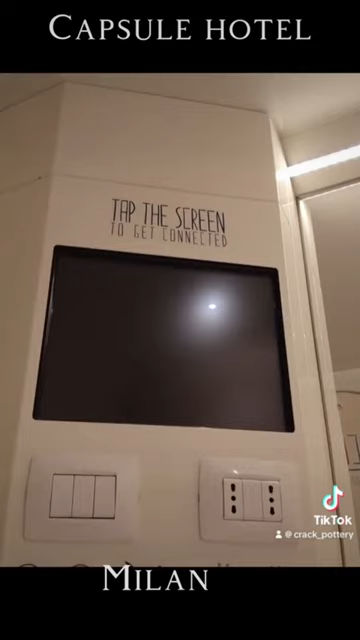 CAPSULE HOTEL
TAP THE SCREEN
TO GET CONNECTED
TikTok
@crack_pottery
MILAN